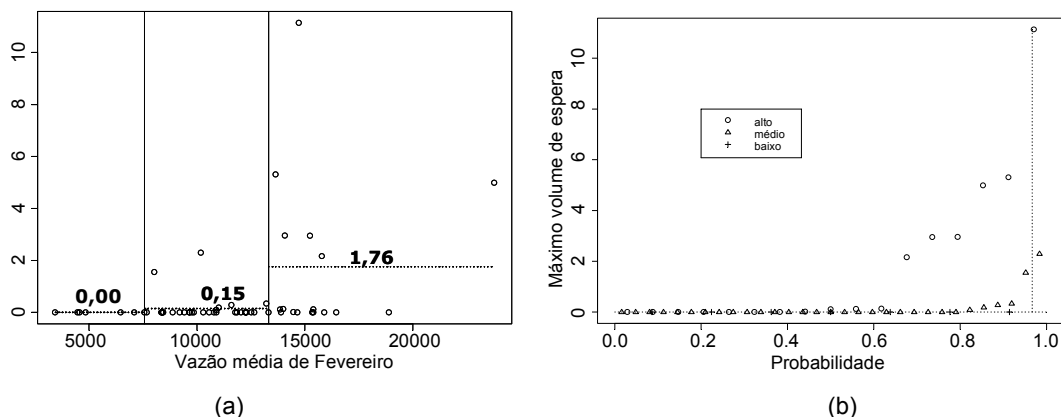 0 2 4 6 8 10
0,00
0,15
1,76
5000 10000 15000 20000
Vazão média de Fevereiro
(a)
Máximo volume de espera
0 2 4 6 8 10
alto
médio
baixo
0.0 0.2 0.4 0.6 0.8 1.0
Probabilidade
(b)